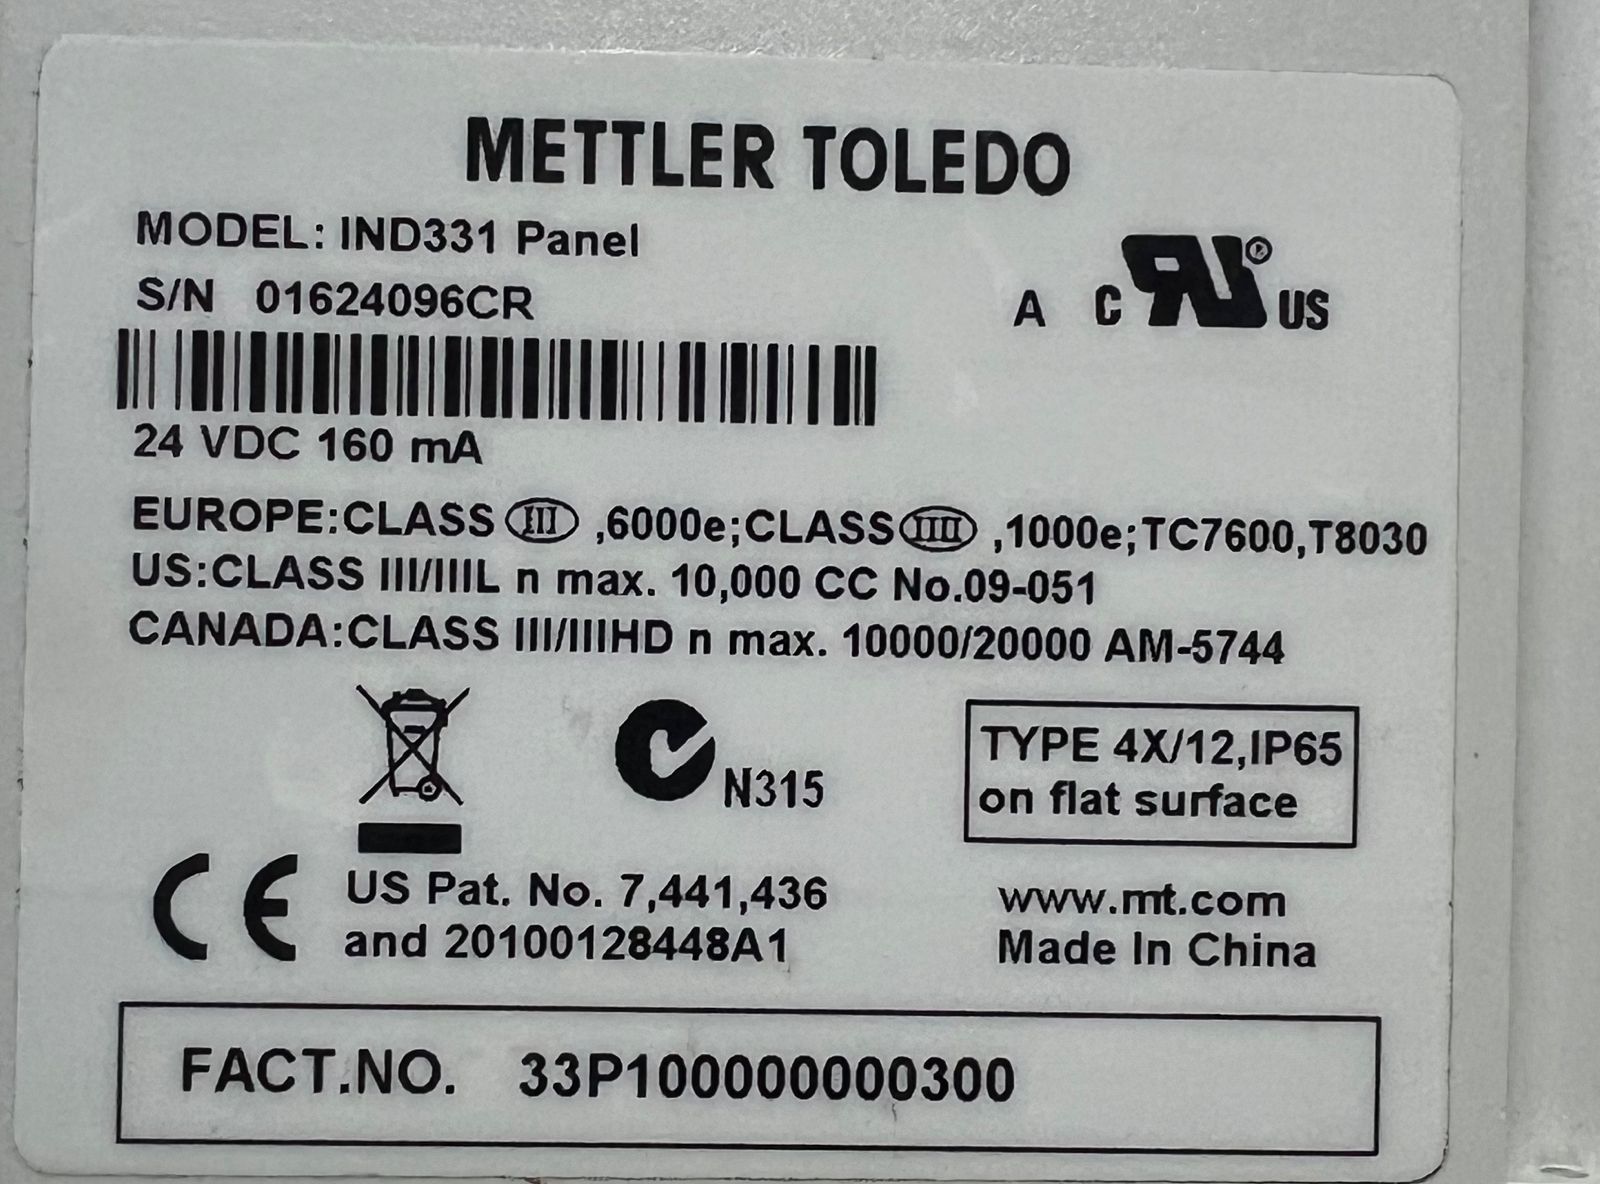 METTLER TOLEDO
MODEL: IND331 Panel
S/N 01624096CR
A C RU® US
24 VDC 160 mA
EUROPE:CLASS III ,6000e;CLASS IIII ,1000e;TC7600,T8030
US:CLASS III/IIIL n max. 10,000 CC No.09-051
CANADA:CLASS III/IIIHD n max. 10000/20000 AM-5744
N315
TYPE 4X/12,IP65
on flat surface
CE
US Pat. No. 7,441,436
and 20100128448A1
www.mt.com
Made In China
FACT.NO. 33P100000000300